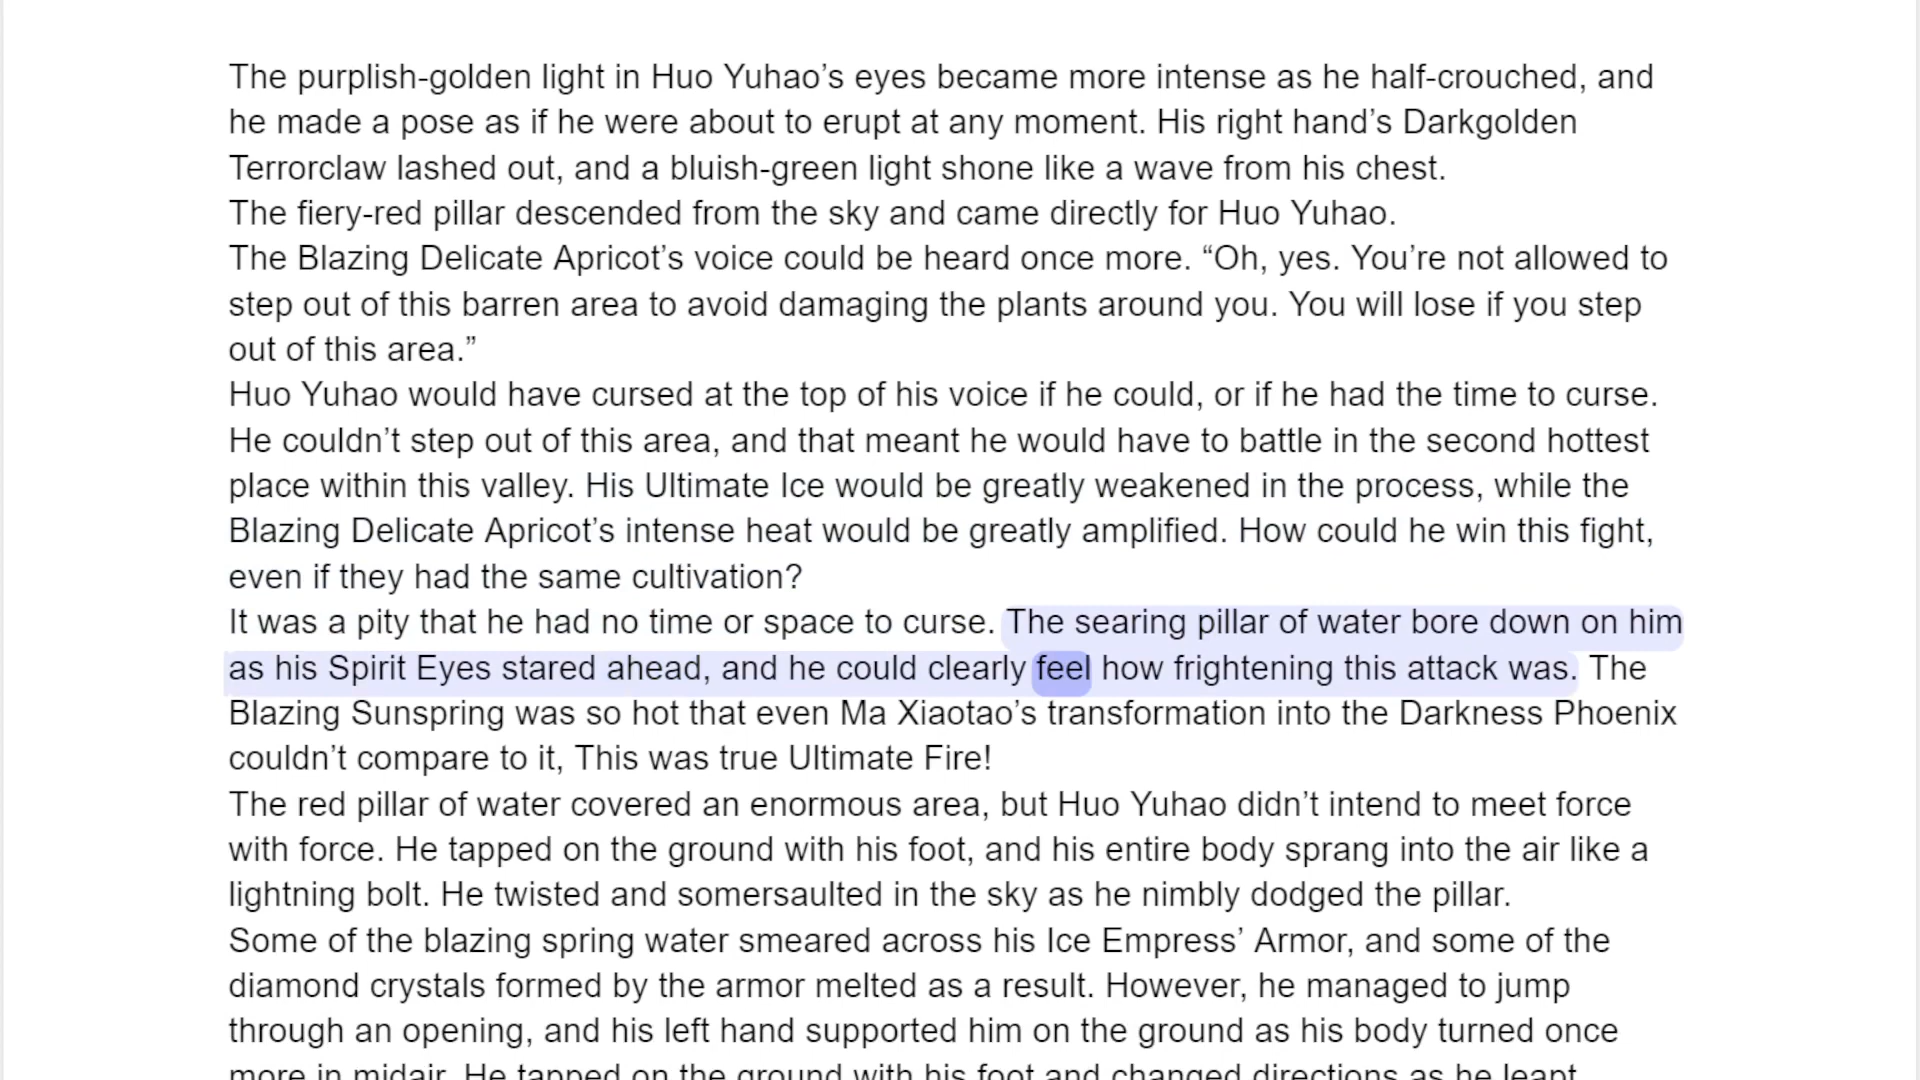 The purplish-golden light in Huo Yuhao’s eyes became more intense as he half-crouched, and
he made a pose as if he were about to erupt at any moment. His right hand’s Darkgolden
Terrorclaw lashed out, and a bluish-green light shone like a wave from his chest.
The fiery-red pillar descended from the sky and came directly for Huo Yuhao.
The Blazing Delicate Apricot’s voice could be heard once more. “Oh, yes. You’re not allowed to
step out of this barren area to avoid damaging the plants around you. You will lose if you step
out of this area.”
Huo Yuhao would have cursed at the top of his voice if he could, or if he had the time to curse.
He couldn’t step out of this area, and that meant he would have to battle in the second hottest
place within this valley. His Ultimate Ice would be greatly weakened in the process, while the
Blazing Delicate Apricot’s intense heat would be greatly amplified. How could he win this fight,
even if they had the same cultivation?
It was a pity that he had no time or space to curse. The searing pillar of water bore down on him
as his Spirit Eyes stared ahead, and he could clearly feel how frightening this attack was. The
Blazing Sunspring was so hot that even Ma Xiaotao’s transformation into the Darkness Phoenix
couldn’t compare to it, This was true Ultimate Fire!
The red pillar of water covered an enormous area, but Huo Yuhao didn’t intend to meet force
with force. He tapped on the ground with his foot, and his entire body sprang into the air like a
lightning bolt. He twisted and somersaulted in the sky as he nimbly dodged the pillar.
Some of the blazing spring water smeared across his Ice Empress’ Armor, and some of the
diamond crystals formed by the armor melted as a result. However, he managed to jump
through an opening, and his left hand supported him on the ground as his body turned once
more in midair. He tapped on the ground with his foot and changed directions as he leapt